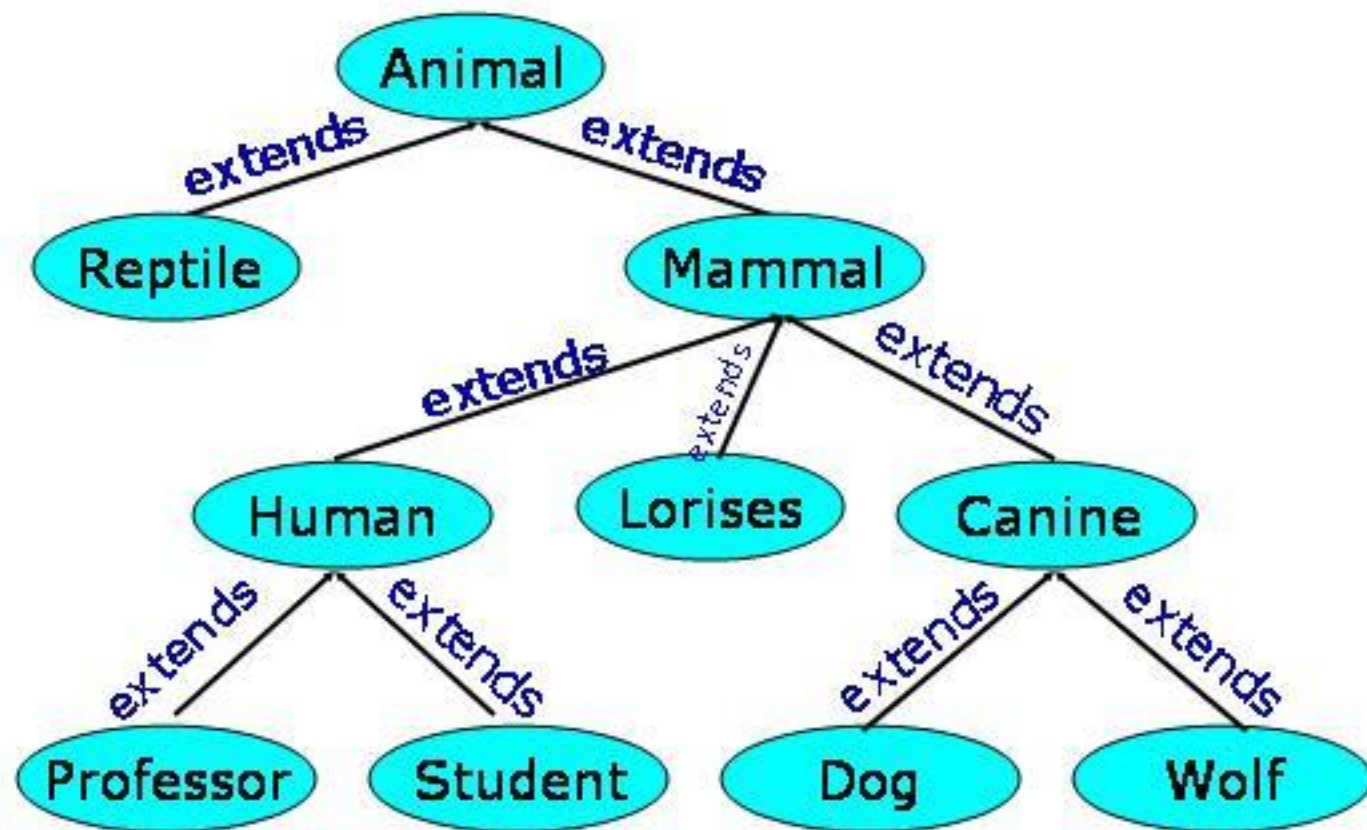 Animal
extends
extends
Reptile
Mammal
extends
extends
extends
Human
Lorises
Canine
extends
extends
extends
extends
Professor
Student
Dog
Wolf